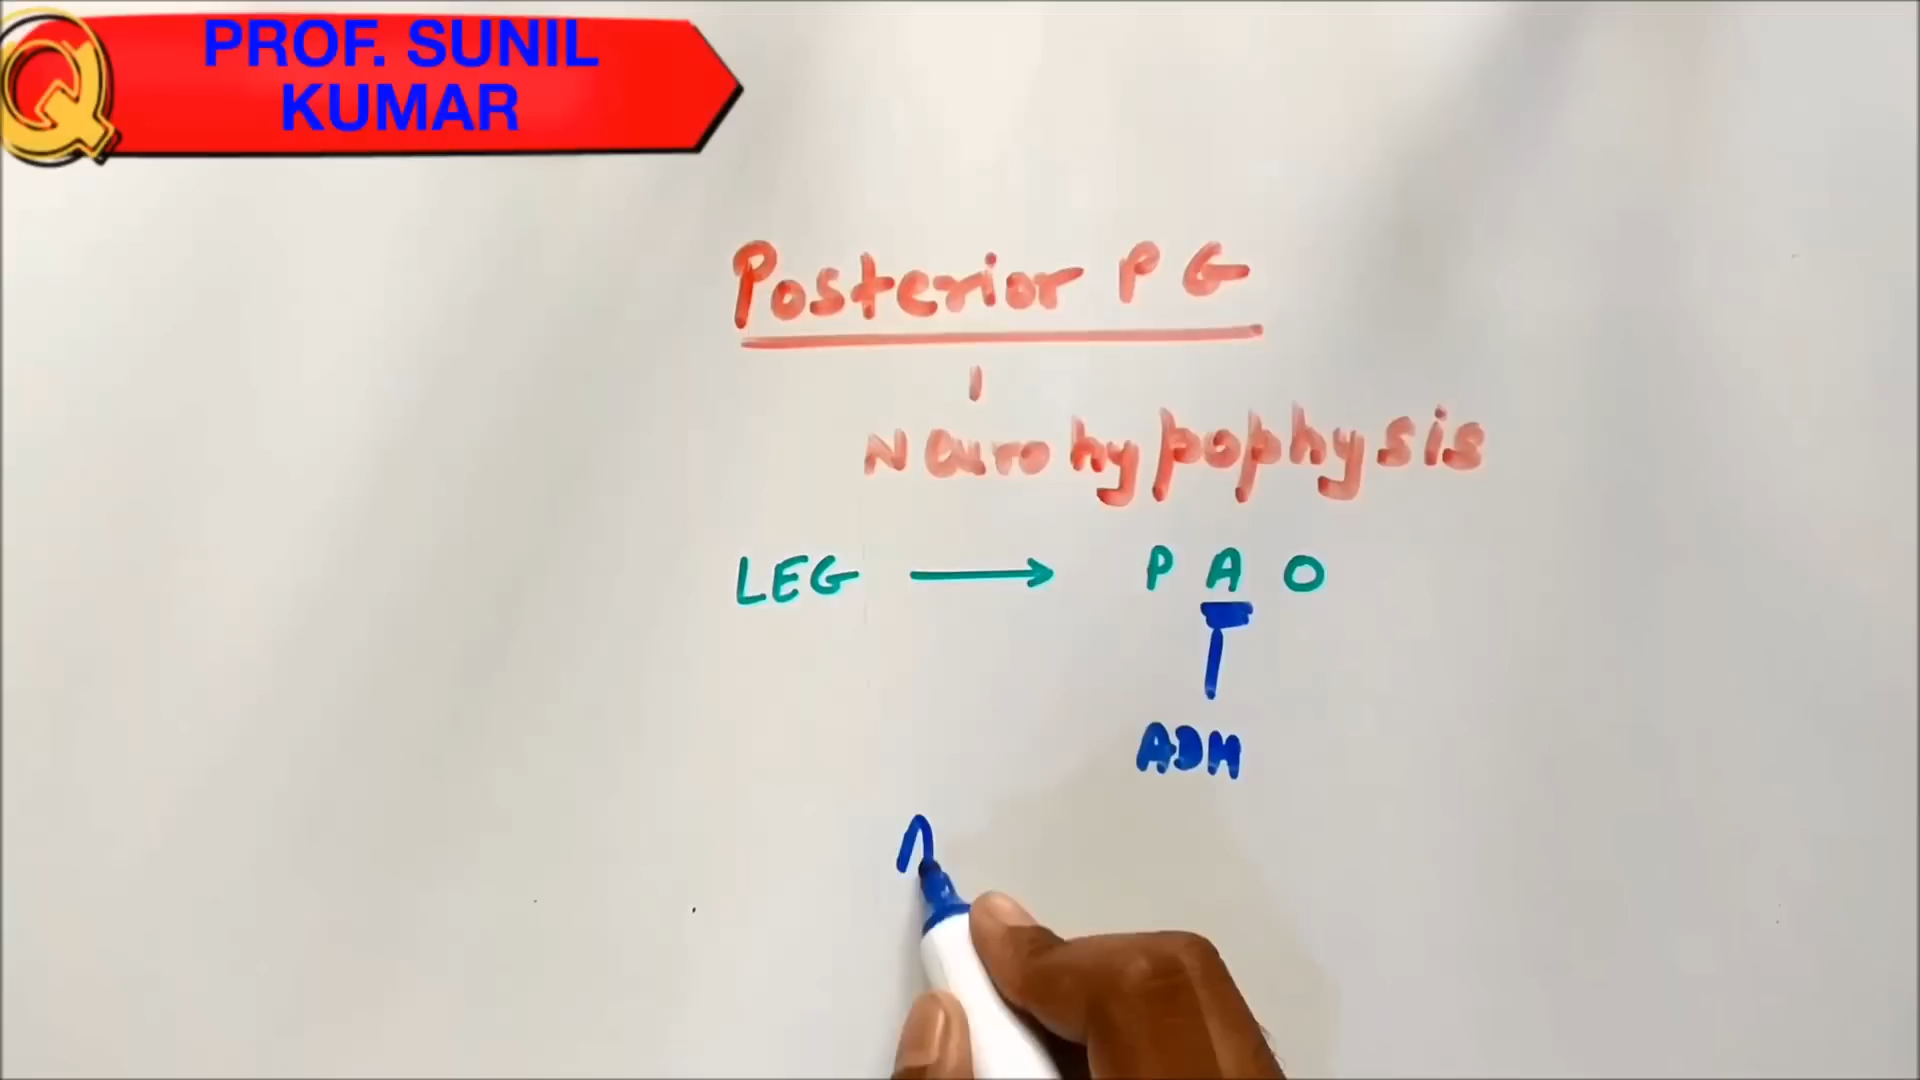 PROF. SUNIL
KUMAR
Posterior PG
Neurohypophysis
LEG → P A O
ADH